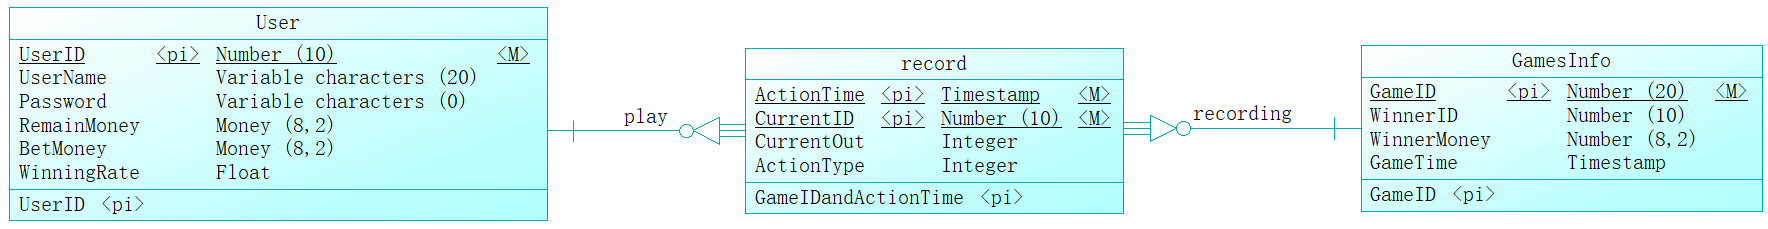 User
UserID <pi> Number (10) <M>
UserName Variable characters (20)
Password Variable characters (0)
RemainMoney Money (8,2)
BetMoney Money (8,2)
WinningRate Float
UserID <pi>
play
record
ActionTime <pi> Timestamp <M>
CurrentID <pi> Number (10) <M>
CurrentOut Integer
ActionType Integer
GameIDandActionTime <pi>
recording
GamesInfo
GameID <pi> Number (20) <M>
WinnerID Number (10)
WinnerMoney Number (8,2)
GameTime Timestamp
GameID <pi>